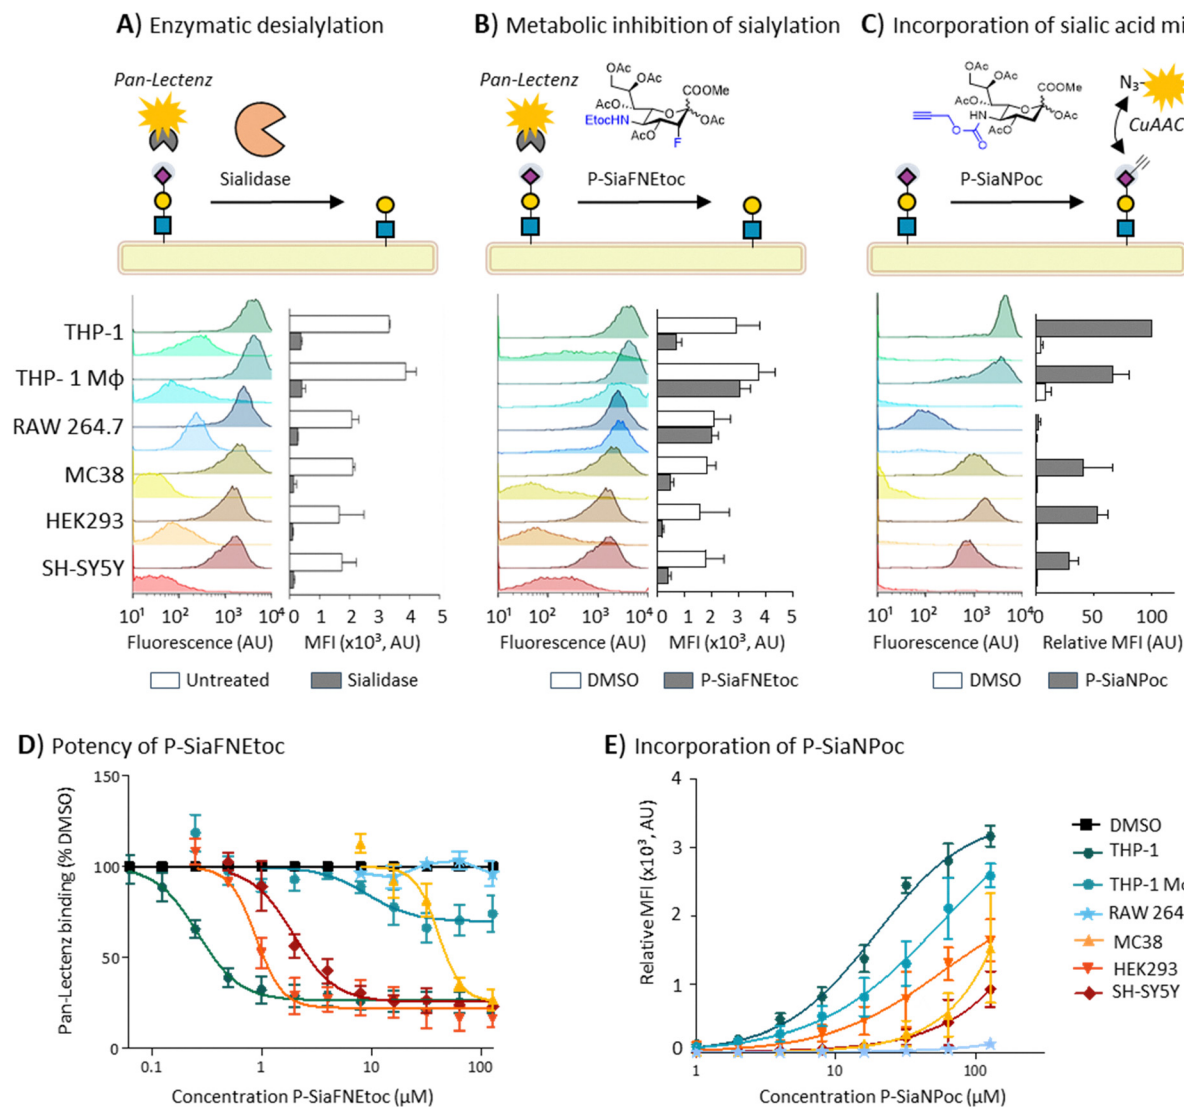 A) Enzymatic desialylation
B) Metabolic inhibition of sialylation
C) Incorporation of sialic acid mi
Pan-Lectenz
Sialidase
Pan-Lectenz
OAc
OAc
COOMe
AcO
EtocHN
OAc
AcO
F
P-SiaFNEtoc
OAc
OAc
COOMe
AcO
HN
OAc
AcO
O
O
N₃
CuAAC
P-SiaNPoc
THP-1
THP- 1 Mϕ
RAW 264.7
MC38
HEK293
SH-SY5Y
10¹ 10² 10³ 10⁴
Fluorescence (AU)
0 1 2 3 4 5
MFI (x10³, AU)
Untreated Sialidase
10¹ 10² 10³ 10⁴
Fluorescence (AU)
0 1 2 3 4 5
MFI (x10³, AU)
DMSO P-SiaFNEtoc
10¹ 10² 10³ 10⁴
Fluorescence (AU)
0 50 100
Relative MFI (AU)
DMSO P-SiaNPoc
D) Potency of P-SiaFNEtoc
Pan-Lectenz binding (% DMSO)
150
100
50
0
0.1 1 10 100
Concentration P-SiaFNEtoc (μM)
E) Incorporation of P-SiaNPoc
Relative MFI (x10³, AU)
4
3
2
1
0
1 10 100
Concentration P-SiaNPoc (μM)
DMSO
THP-1
THP-1 Mϕ
RAW 264
MC38
HEK293
SH-SY5Y